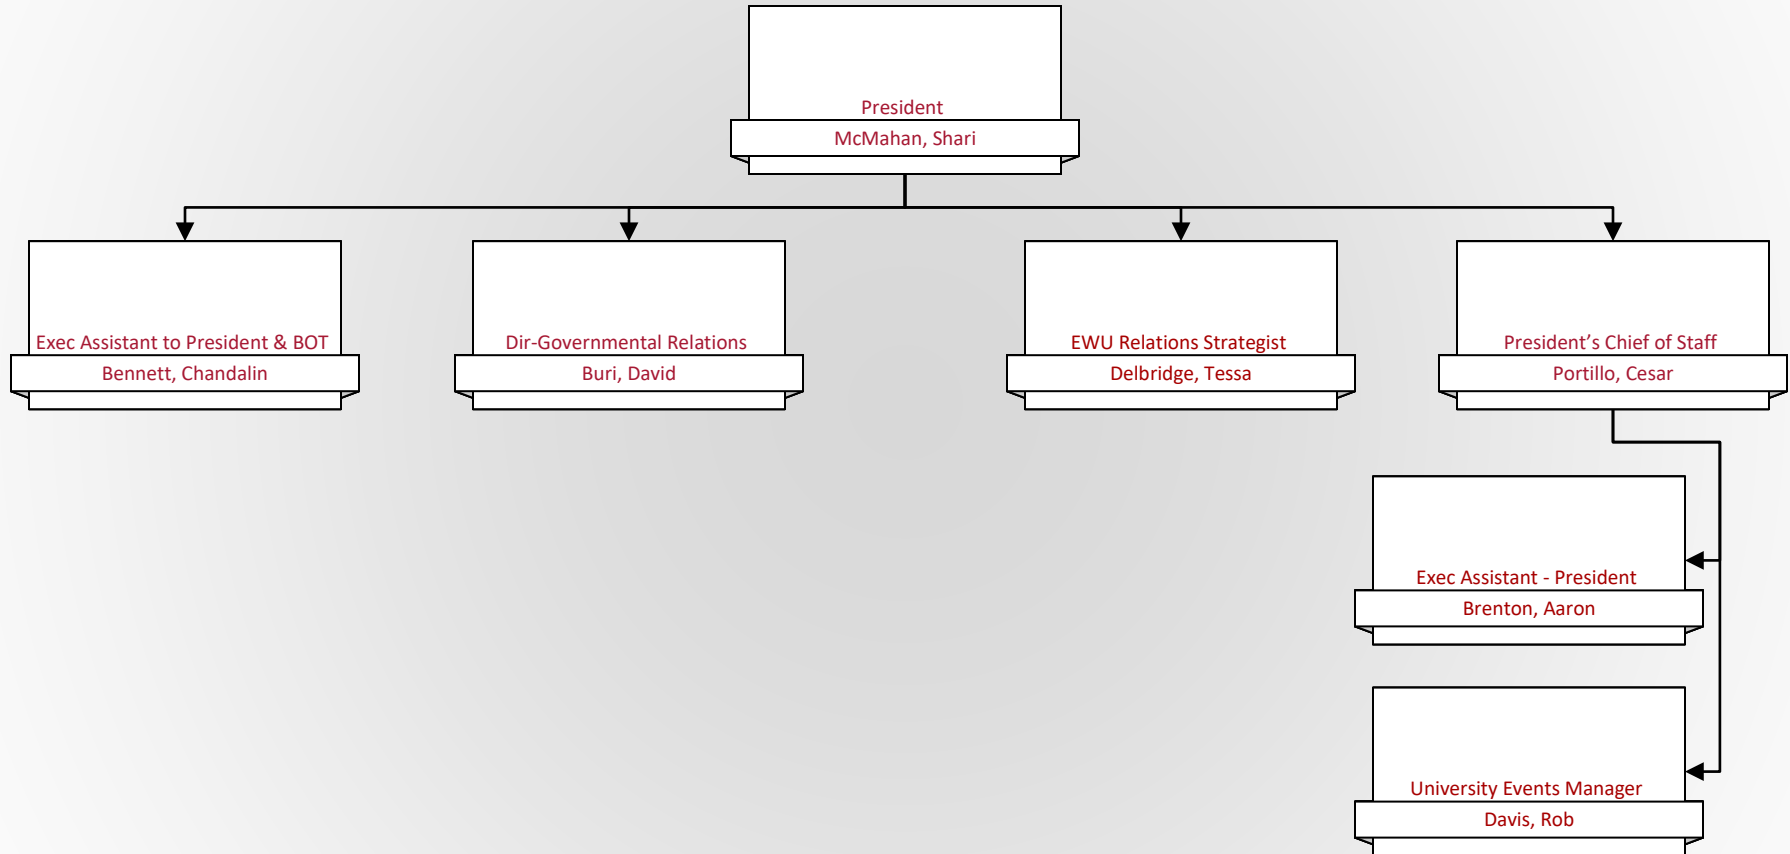 President
McMahan, Shari
Exec Assistant to President & BOT
Bennett, Chandalin
Dir-Governmental Relations
Buri, David
EWU Relations Strategist
Delbridge, Tessa
President’s Chief of Staff
Portillo, Cesar
Exec Assistant - President
Brenton, Aaron
University Events Manager
Davis, Rob